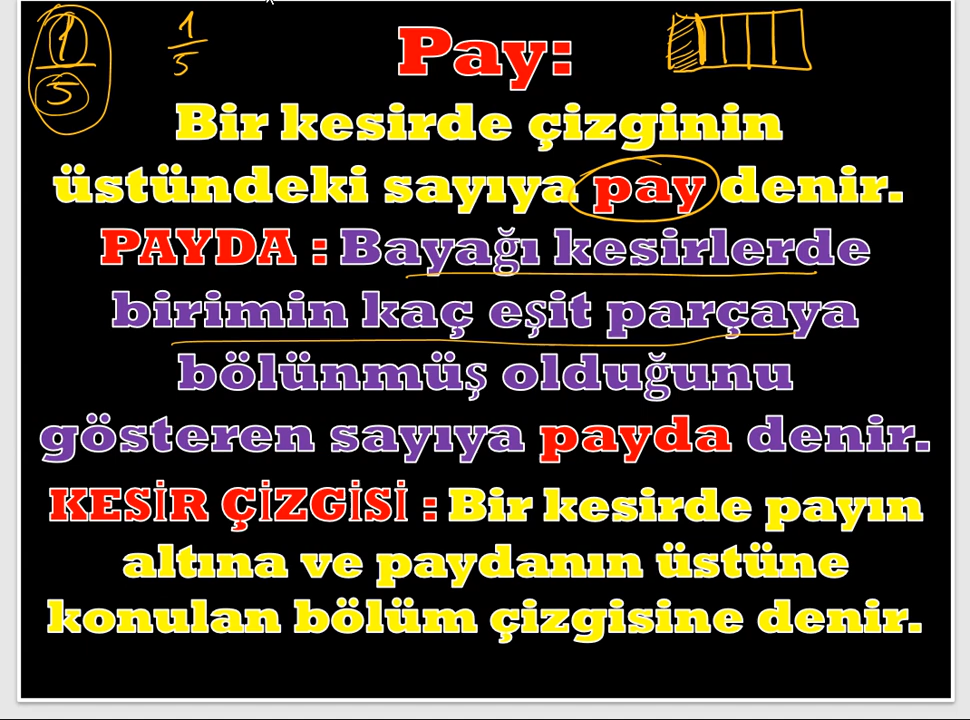 1
5
1
5
Pay:
Bir kesirde çizginin
üstündeki sayıya pay denir.
PAYDA : Bayağı kesirlerde
birimin kaç eşit parçaya
bölünmüş olduğunu
gösteren sayıya payda denir.
KESİR ÇİZGİSİ : Bir kesirde payın
altına ve paydanın üstüne
konulan bölüm çizgisine denir.